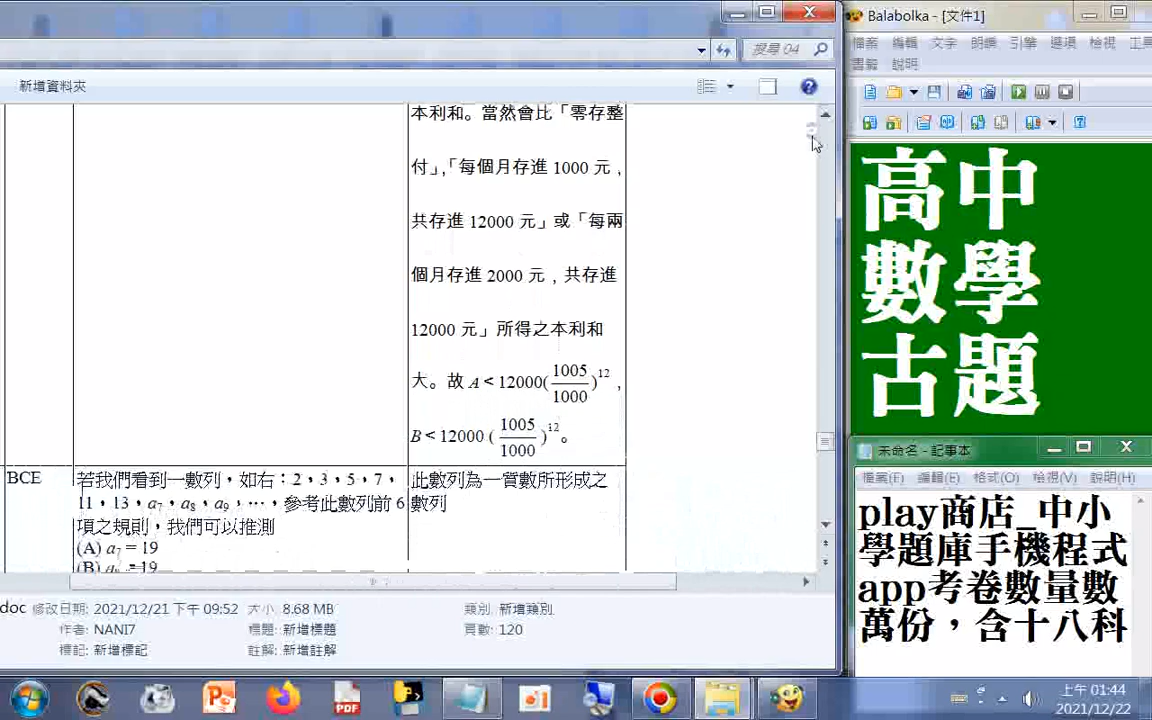 搜尋 04
新增資料夾
本利和。當然會比「零存整
付」,「每個月存進 1000 元,
共存進 12000 元」或「每兩
個月存進 2000 元,共存進
12000 元」所得之本利和
大。故 A < 12000(1005/1000)^12,
B < 12000 (1005/1000)^12。
BCE
若我們看到一數列,如右:2,3,5,7,
11,13,a7,a8,a9,…,參考此數列前 6
項之規則,我們可以推測
(A) a7 = 19
(B) a8 = 19
此數列為一質數所形成之
數列
doc 修改日期: 2021/12/21 下午 09:52 大小: 8.68 MB 類別: 新增類別
作者: NANI7 標題: 新增標題 頁數: 120
標記: 新增標記 註解: 新增註解
Balabolka - [文件1]
檔案 編輯 文字 朗讀 引擎 選項 檢視 工具
書籤 說明
高中
數學
古題
未命名 - 記事本
檔案(F) 編輯(E) 格式(O) 檢視(V) 說明(H)
play商店_中小
學題庫手機程式
app考卷數量數
萬份,含十八科
PDF
上午 01:44
2021/12/22